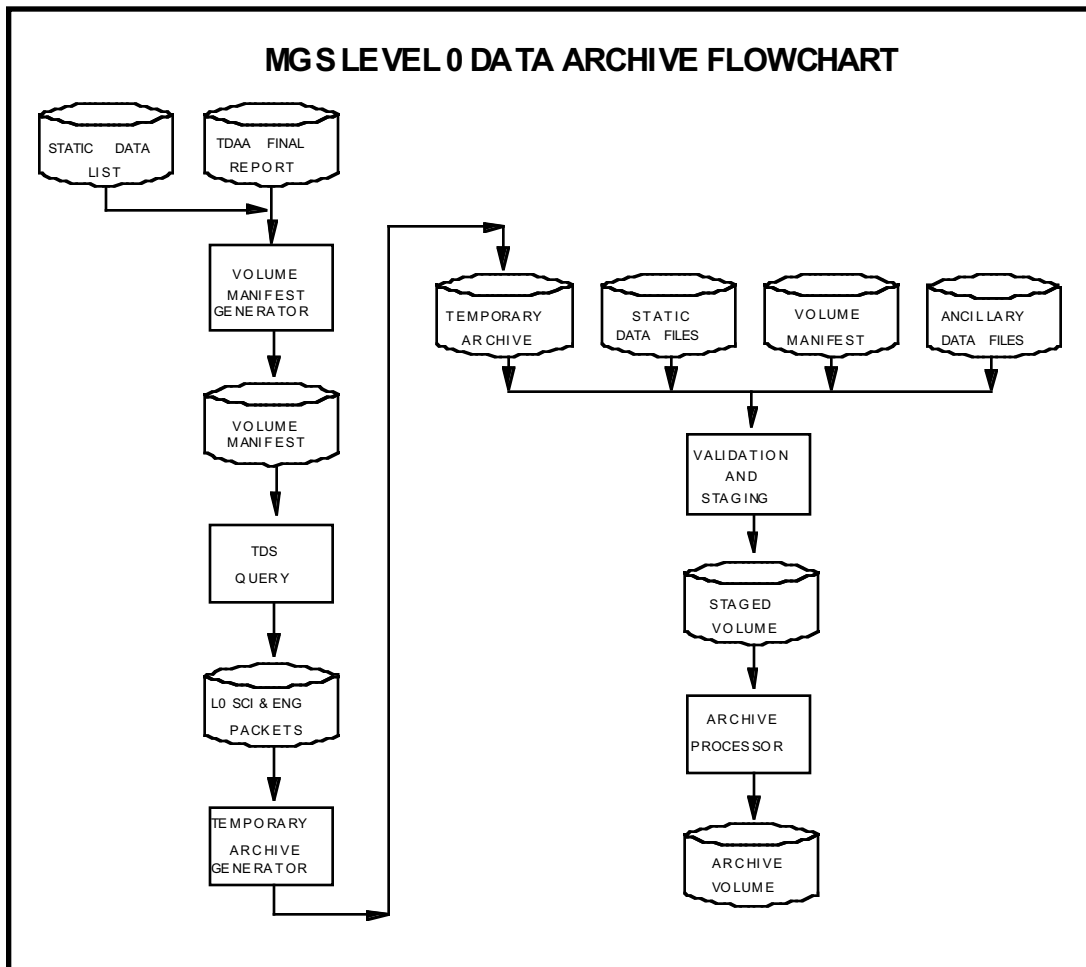 MGS LEVEL 0 DATA ARCHIVE FLOWCHART
STATIC DATA
LIST
TDAA FINAL
REPORT
VOLUME
MANIFEST
GENERATOR
VOLUME
MANIFEST
TDS
QUERY
L0 SCI & ENG
PACKETS
TEMPORARY
ARCHIVE
GENERATOR
TEMPORARY
ARCHIVE
STATIC
DATA FILES
VOLUME
MANIFEST
ANCILLARY
DATA FILES
VALIDATION
AND
STAGING
STAGED
VOLUME
ARCHIVE
PROCESSOR
ARCHIVE
VOLUME